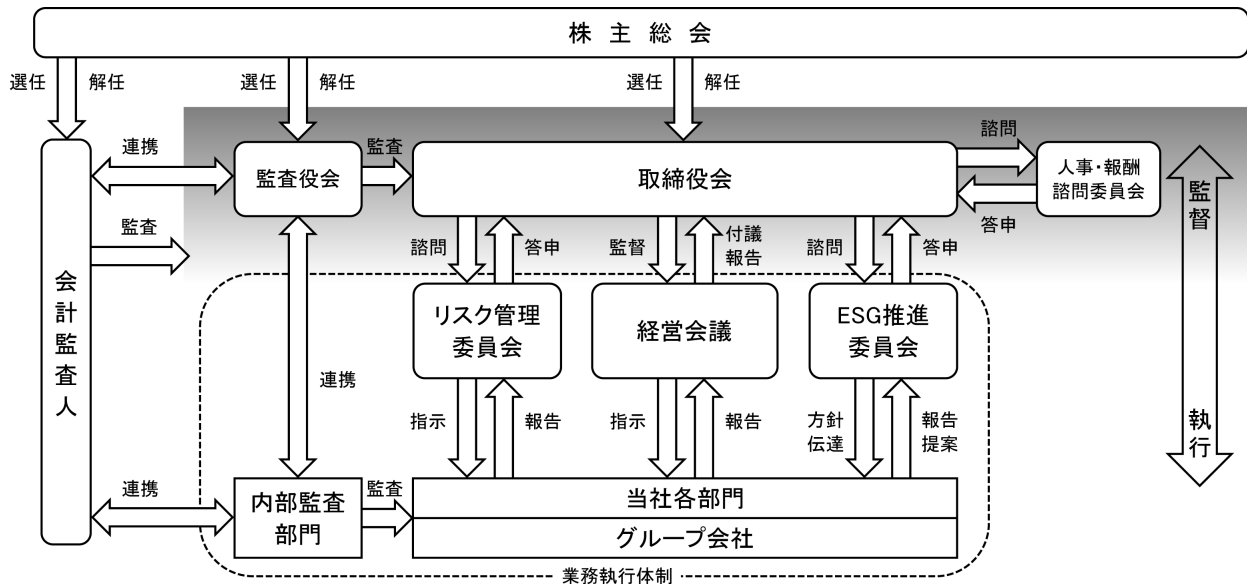 株主総会
選任
解任
選任
解任
選任
解任
連携
監査役会
監査
取締役会
諮問
人事・報酬
諮問委員会
答申
監督
監査
諮問
答申
監督
付議
報告
諮問
答申
会計監査人
リスク管理
委員会
経営会議
ESG推進
委員会
連携
指示
報告
指示
報告
方針
伝達
報告
提案
執行
連携
内部監査
部門
監査
当社各部門
グループ会社
業務執行体制